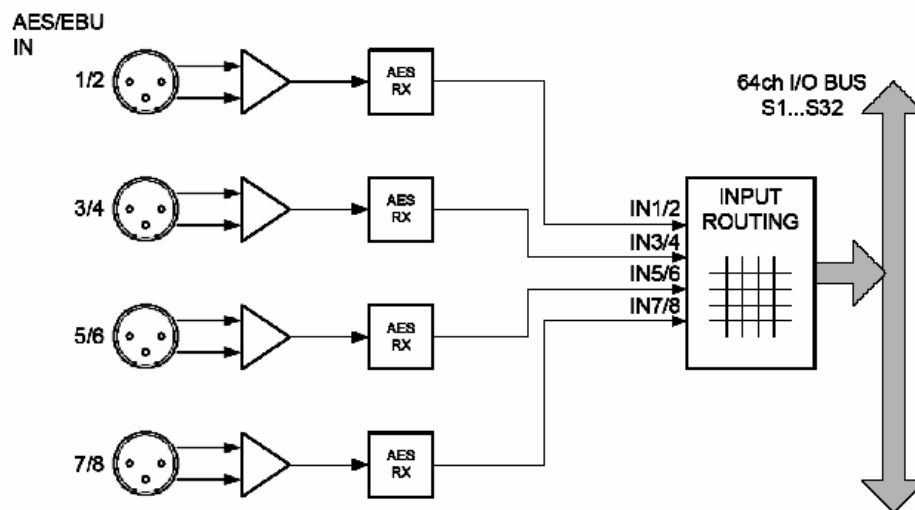 AES/EBU
IN
1/2
AES
RX
64ch I/O BUS
S1...S32
3/4
AES
RX
IN1/2
IN3/4
IN5/6
IN7/8
INPUT
ROUTING
5/6
AES
RX
7/8
AES
RX